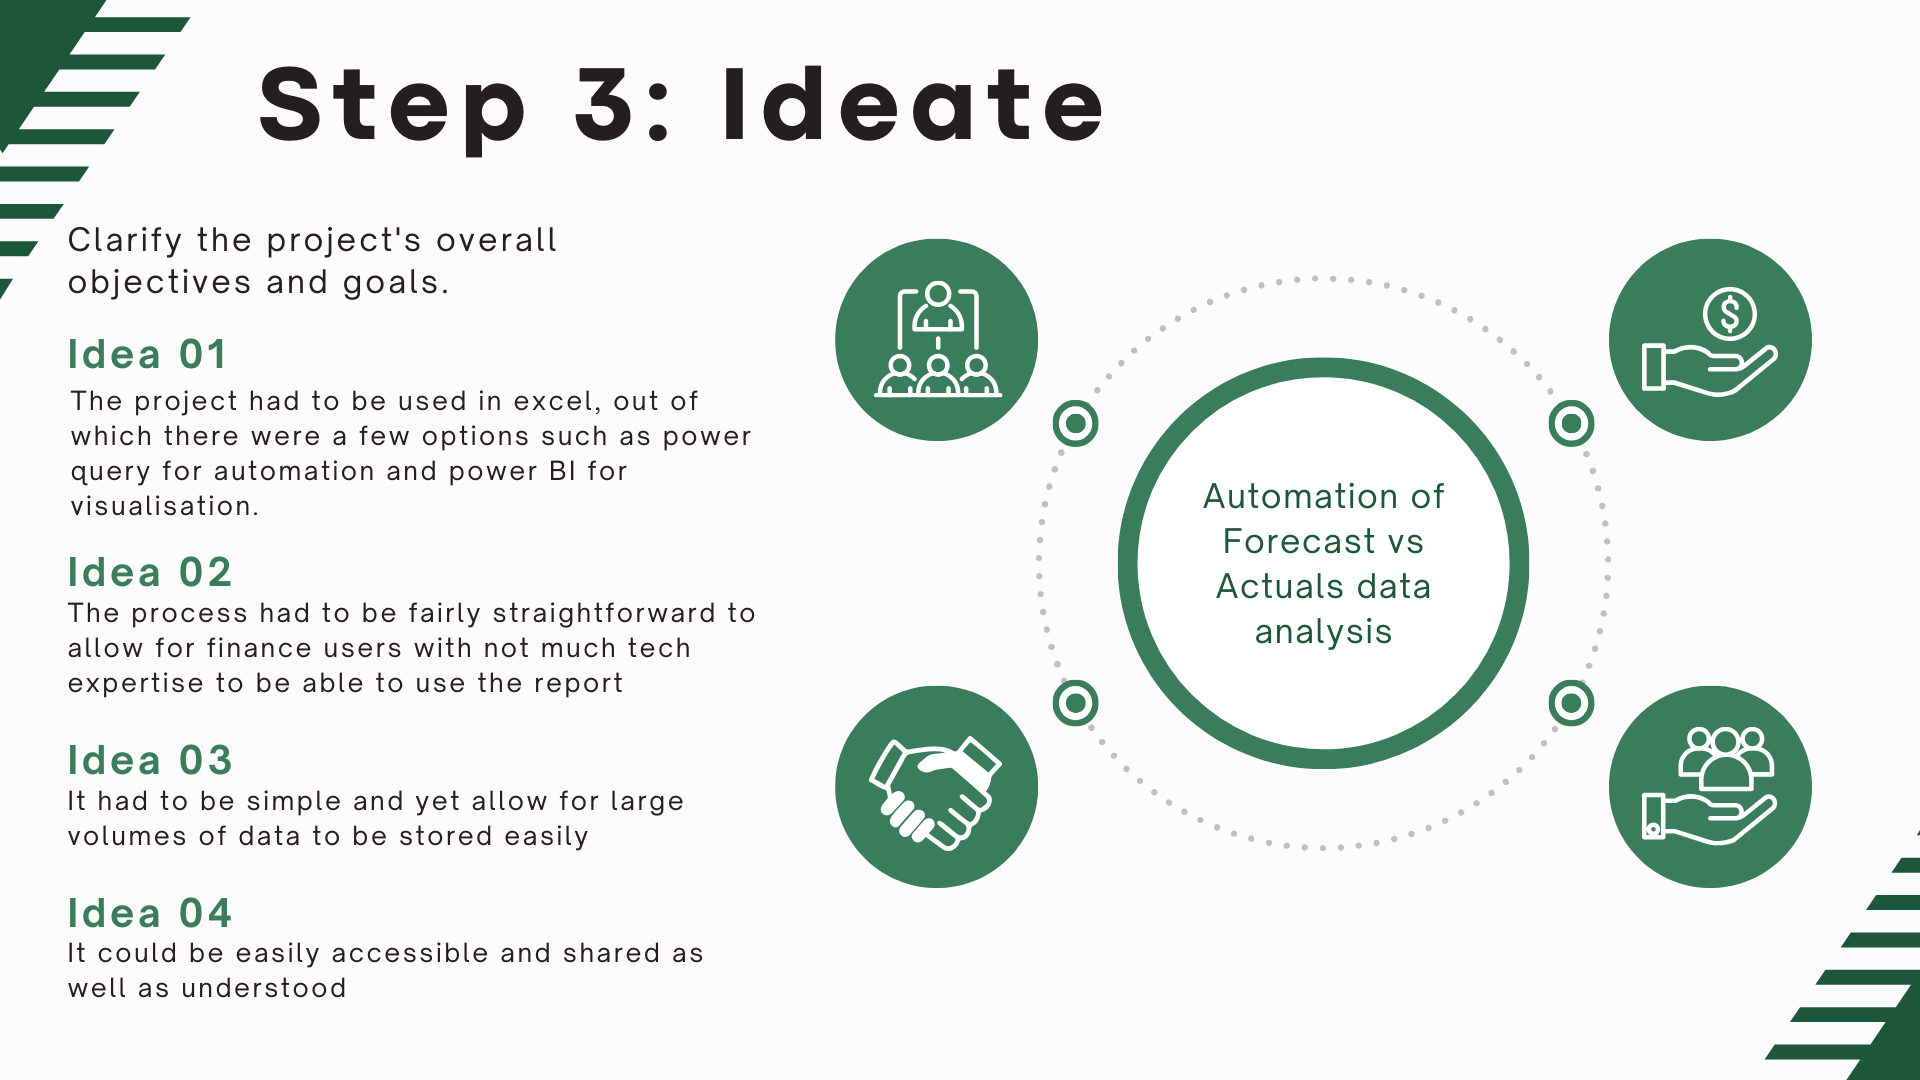 Step 3: Ideate
Clarify the project's overall
objectives and goals.
Idea 01
The project had to be used in excel, out of
which there were a few options such as power
query for automation and power BI for
visualisation.
Idea 02
The process had to be fairly straightforward to
allow for finance users with not much tech
expertise to be able to use the report
Idea 03
It had to be simple and yet allow for large
volumes of data to be stored easily
Idea 04
It could be easily accessible and shared as
well as understood
$
Automation of
Forecast vs
Actuals data
analysis